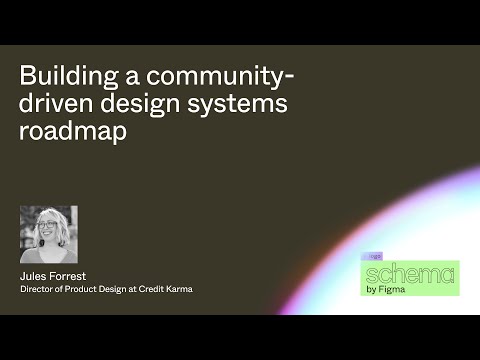 Building a community-
driven design systems
roadmap
Jules Forrest
Director of Product Design at Credit Karma
schema
by Figma